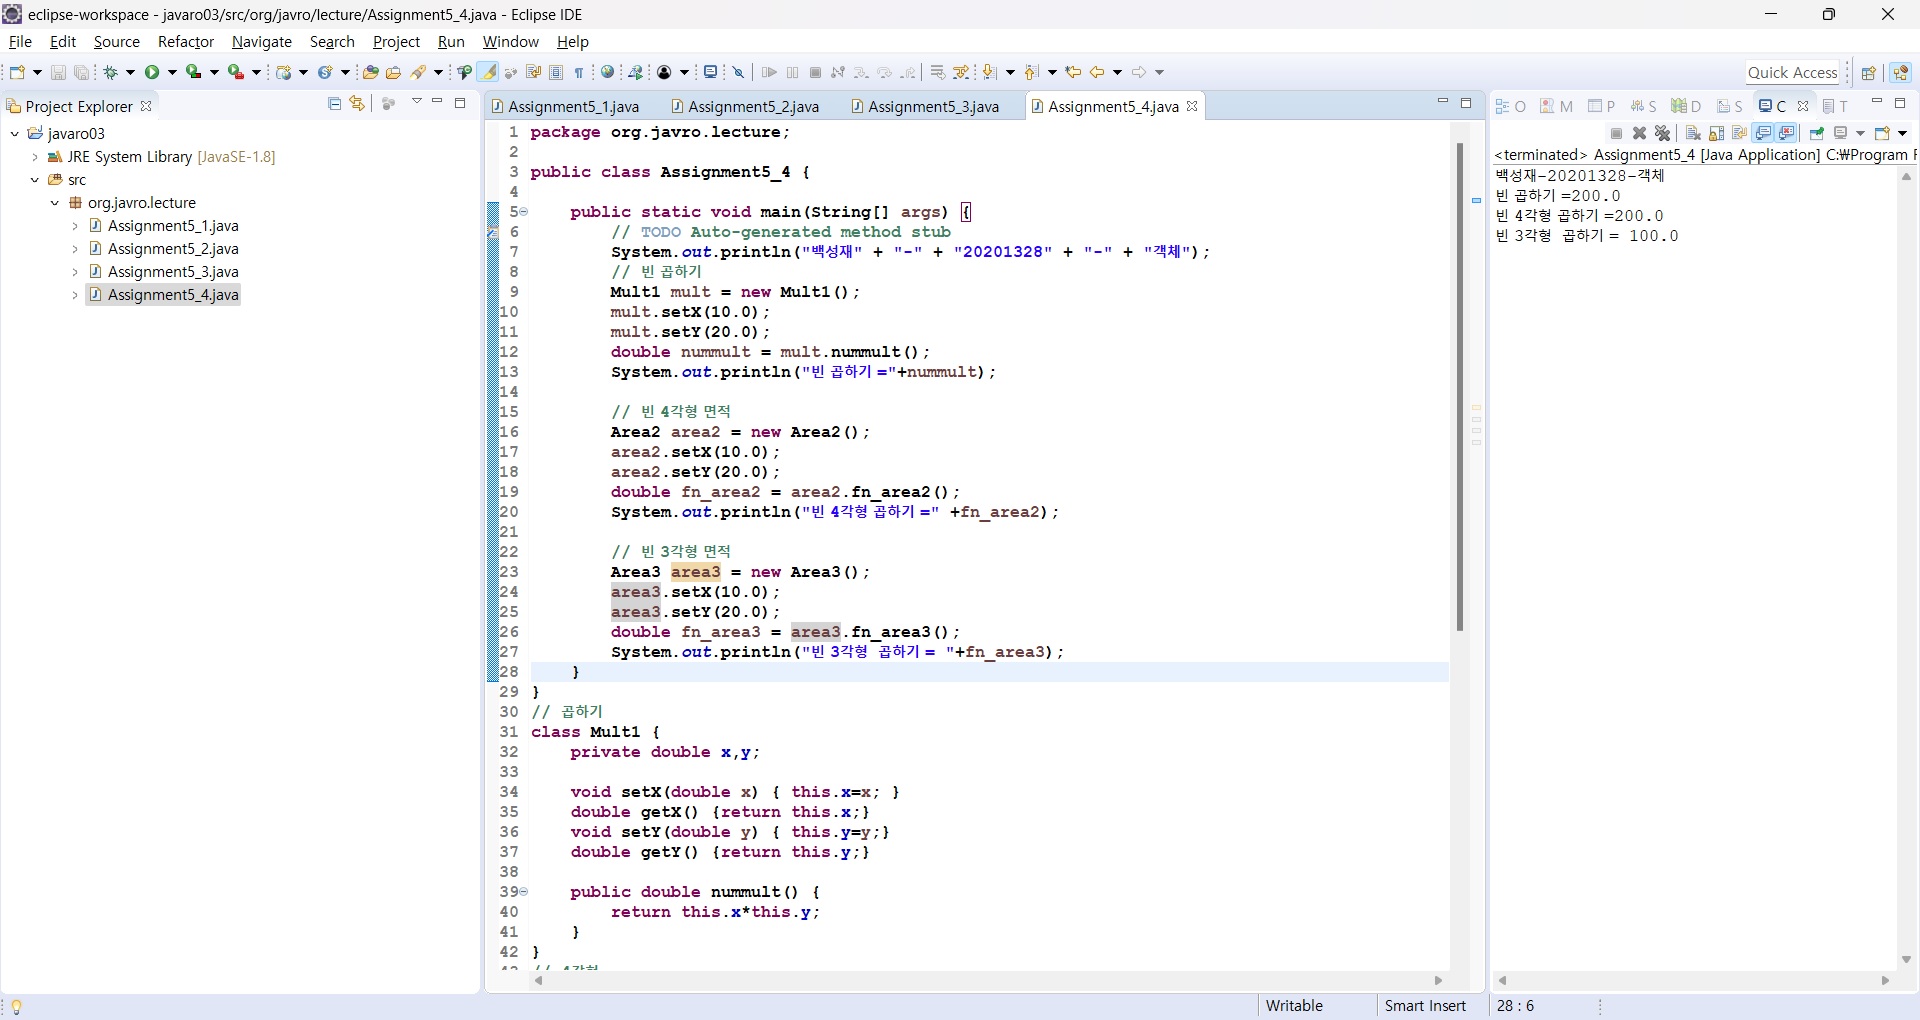 eclipse-workspace - javaro03/src/org/javro/lecture/Assignment5_4.java - Eclipse IDE
File Edit Source Refactor Navigate Search Project Run Window Help
Quick Access
Project Explorer
javaro03
JRE System Library [JavaSE-1.8]
src
org.javro.lecture
Assignment5_1.java
Assignment5_2.java
Assignment5_3.java
Assignment5_4.java
Assignment5_1.java Assignment5_2.java Assignment5_3.java Assignment5_4.java
1 package org.javro.lecture;
2
3 public class Assignment5_4 {
4
5 public static void main(String[] args) {
6 // TODO Auto-generated method stub
7 System.out.println("백성재" + "-" + "20201328" + "-" + "객체");
8 // 빈 곱하기
9 Mult1 mult = new Mult1();
10 mult.setX(10.0);
11 mult.setY(20.0);
12 double nummult = mult.nummult();
13 System.out.println("빈 곱하기 ="+nummult);
14
15 // 빈 4각형 면적
16 Area2 area2 = new Area2();
17 area2.setX(10.0);
18 area2.setY(20.0);
19 double fn_area2 = area2.fn_area2();
20 System.out.println("빈 4각형 곱하기 =" +fn_area2);
21
22 // 빈 3각형 면적
23 Area3 area3 = new Area3();
24 area3.setX(10.0);
25 area3.setY(20.0);
26 double fn_area3 = area3.fn_area3();
27 System.out.println("빈 3각형 곱하기 = "+fn_area3);
28 }
29 }
30 // 곱하기
31 class Mult1 {
32 private double x,y;
33
34 void setX(double x) { this.x=x; }
35 double getX() {return this.x;}
36 void setY(double y) { this.y=y;}
37 double getY() {return this.y;}
38
39 public double nummult() {
40 return this.x*this.y;
41 }
42 }
O M P S D S C T
<terminated> Assignment5_4 [Java Application] C:₩Program F
백성재-20201328-객체
빈 곱하기 =200.0
빈 4각형 곱하기 =200.0
빈 3각형 곱하기 = 100.0
Writable Smart Insert 28 : 6